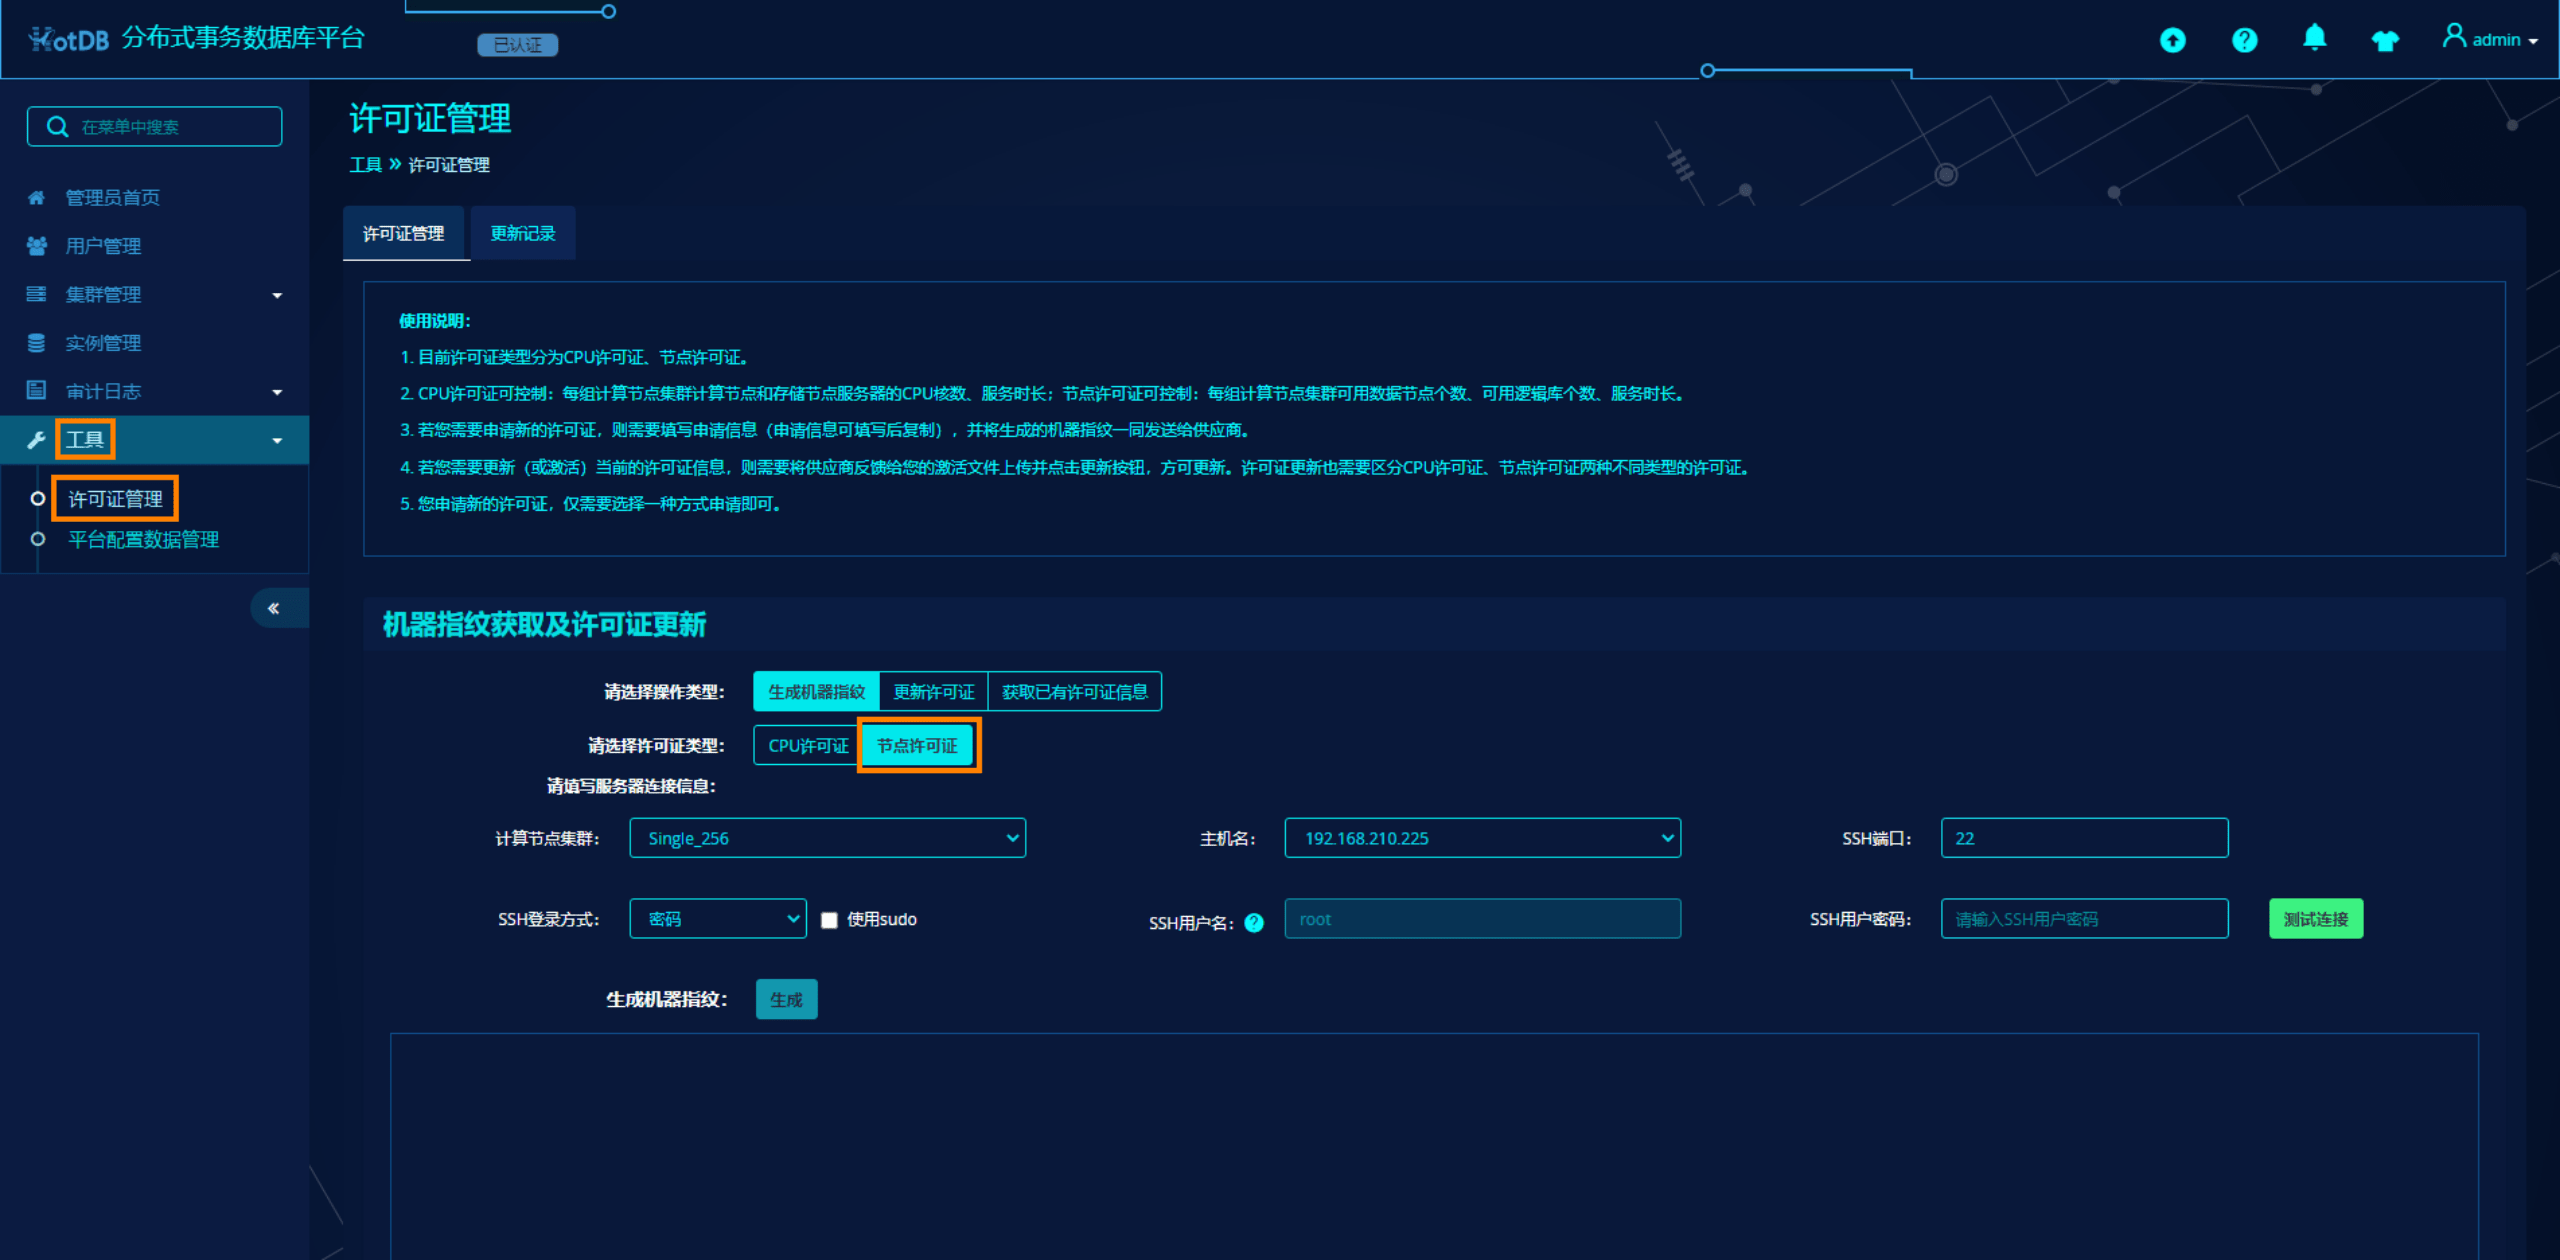 HotDB 分布式事务数据库平台
已认证
admin
在菜单中搜索
管理员首页
用户管理
集群管理
实例管理
审计日志
工具
许可证管理
平台配置数据管理
许可证管理
工具 » 许可证管理
许可证管理 更新记录
使用说明：
1. 目前许可证类型分为CPU许可证、节点许可证。
2. CPU许可证可控制：每组计算节点集群计算节点和存储节点服务器的CPU核数、服务时长；节点许可证可控制：每组计算节点集群可用数据节点个数、可用逻辑库个数、服务时长。
3. 若您需要申请新的许可证，则需要填写申请信息（申请信息可填写后复制），并将生成的机器指纹一同发送给供应商。
4. 若您需要更新（或激活）当前的许可证信息，则需要将供应商反馈给您的激活文件上传并点击更新按钮，方可更新。许可证更新也需要区分CPU许可证、节点许可证两种不同类型的许可证。
5. 您申请新的许可证，仅需要选择一种方式申请即可。
机器指纹获取及许可证更新
请选择操作类型： 生成机器指纹 更新许可证 获取已有许可证信息
请选择许可证类型： CPU许可证 节点许可证
请填写服务器连接信息：
计算节点集群： Single_256 主机名： 192.168.210.225 SSH端口： 22
SSH登录方式： 密码 使用sudo SSH用户名： root SSH用户密码： 请输入SSH用户密码 测试连接
生成机器指纹： 生成